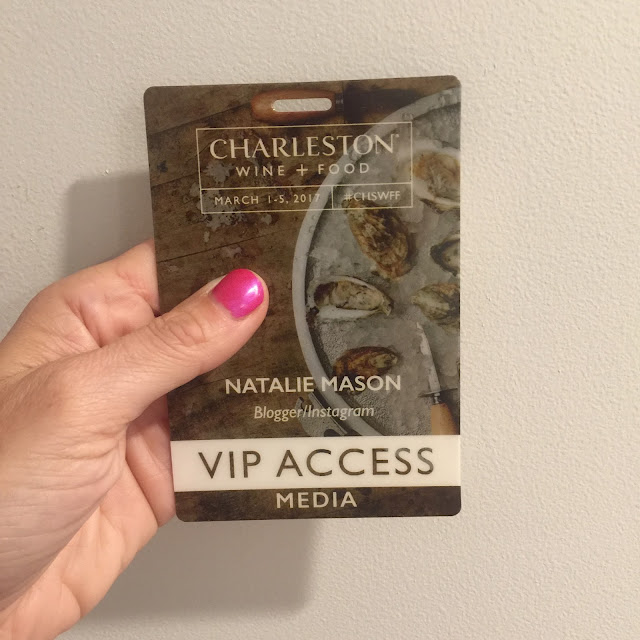 CHARLESTON
WINE + FOOD
MARCH 1-5, 2017 #CHSWFF
NATALIE MASON
Blogger/Instagram
VIP ACCESS
MEDIA